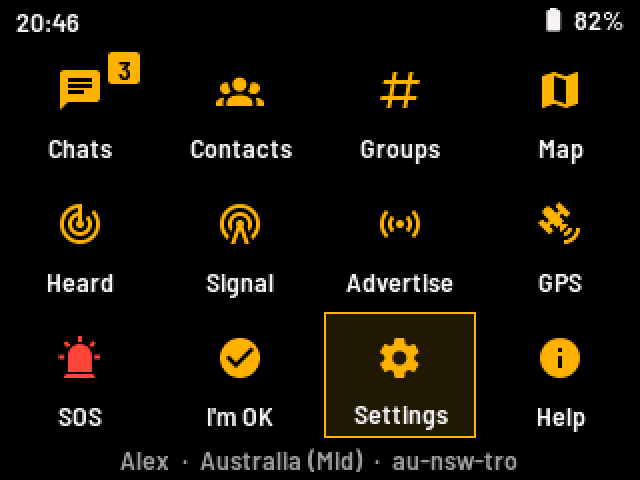 20:46 82%
3
Chats Contacts Groups Map
Heard Signal Advertise GPS
SOS I'm OK Settings Help
Alex · Australia (Mid) · au-nsw-tro